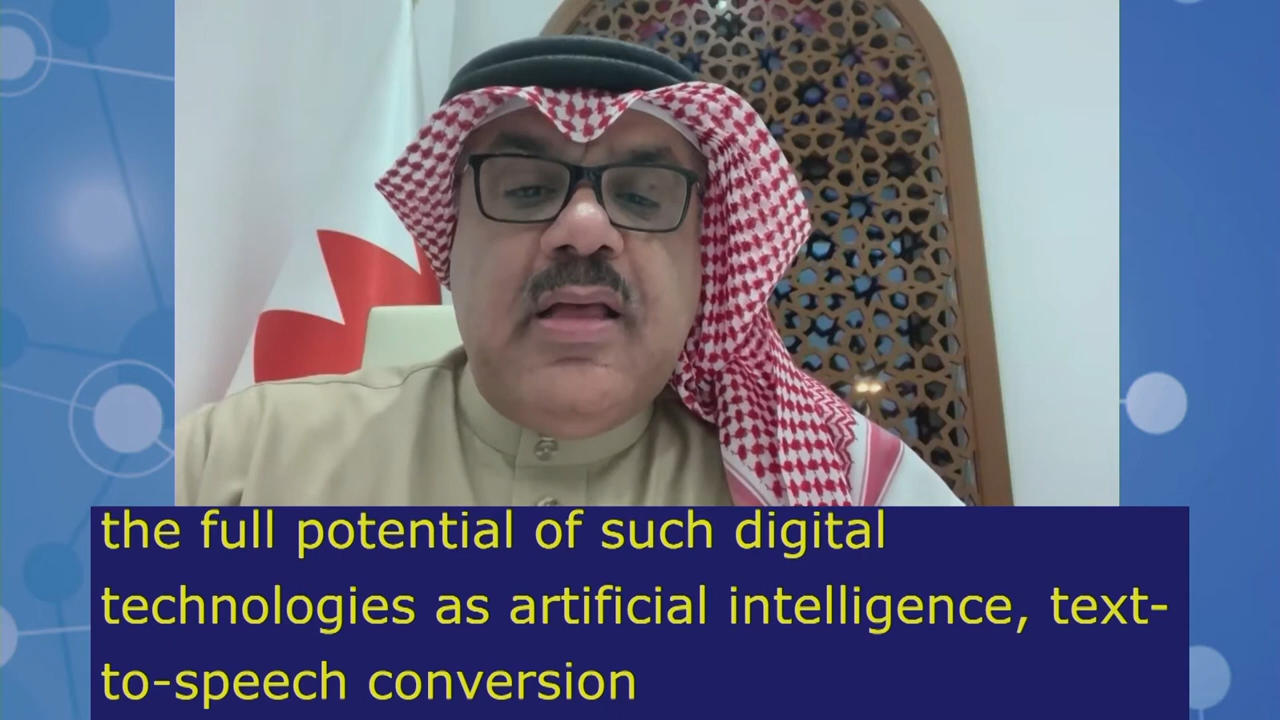 the full potential of such digital
technologies as artificial intelligence, text-
to-speech conversion